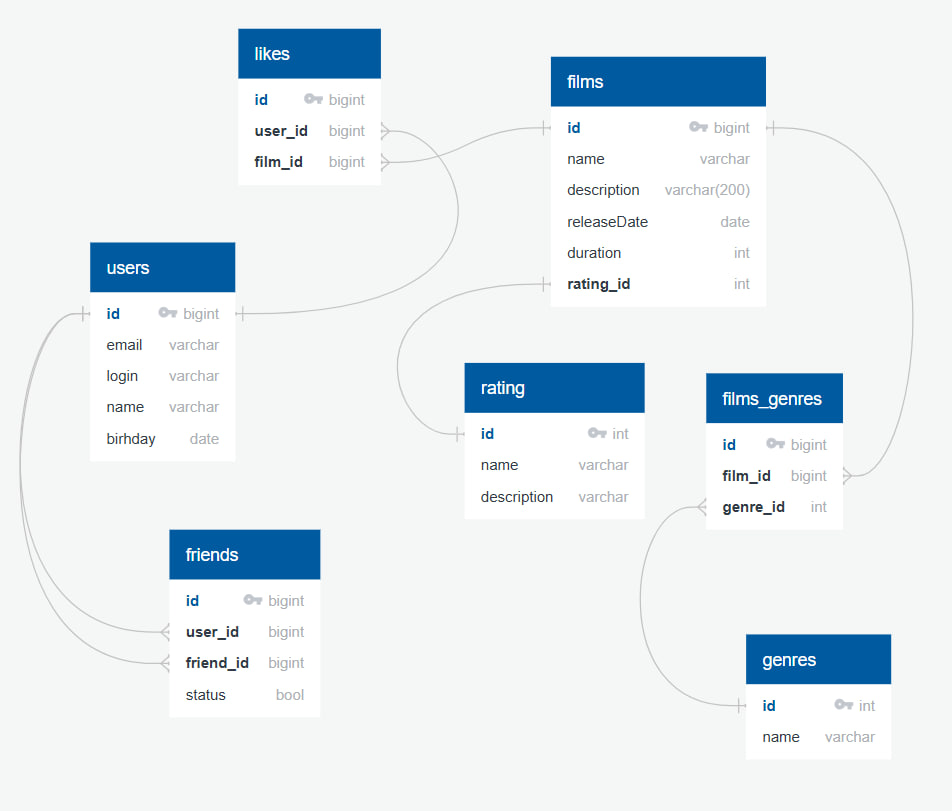 likes
id bigint
user_id bigint
film_id bigint
films
id bigint
name varchar
description varchar(200)
releaseDate date
duration int
rating_id int
users
id bigint
email varchar
login varchar
name varchar
birhday date
rating
id int
name varchar
description varchar
films_genres
id bigint
film_id bigint
genre_id int
friends
id bigint
user_id bigint
friend_id bigint
status bool
genres
id int
name varchar